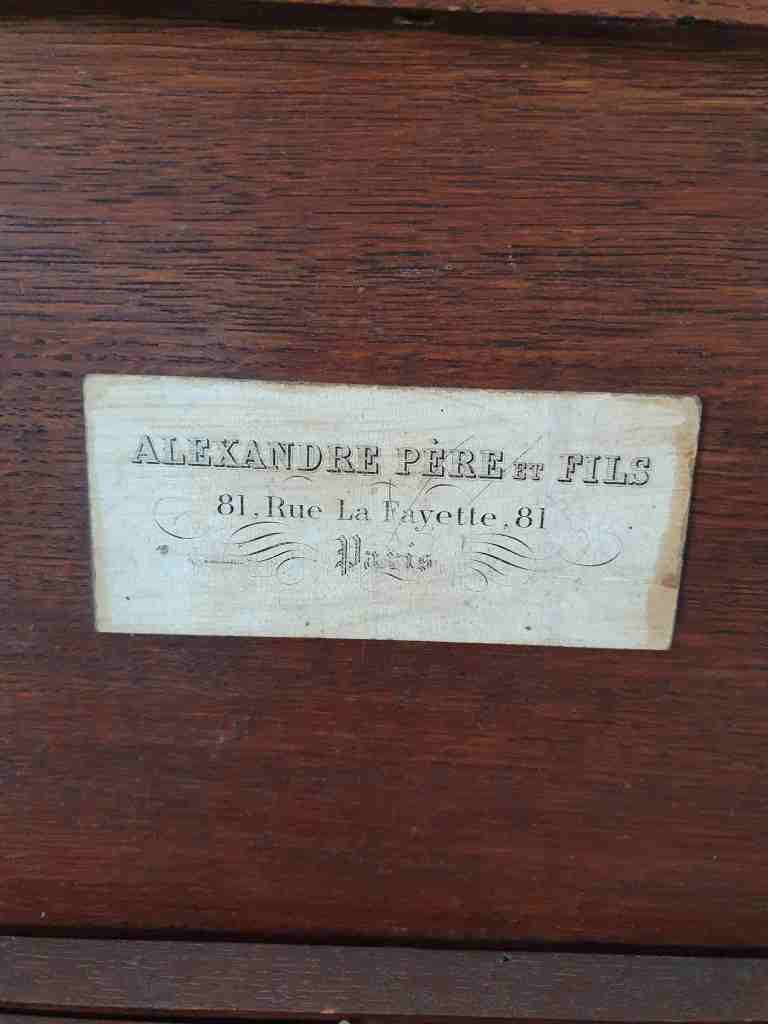 ALEXANDRE PÈRE ET FILS
81, Rue La Fayette, 81
Paris